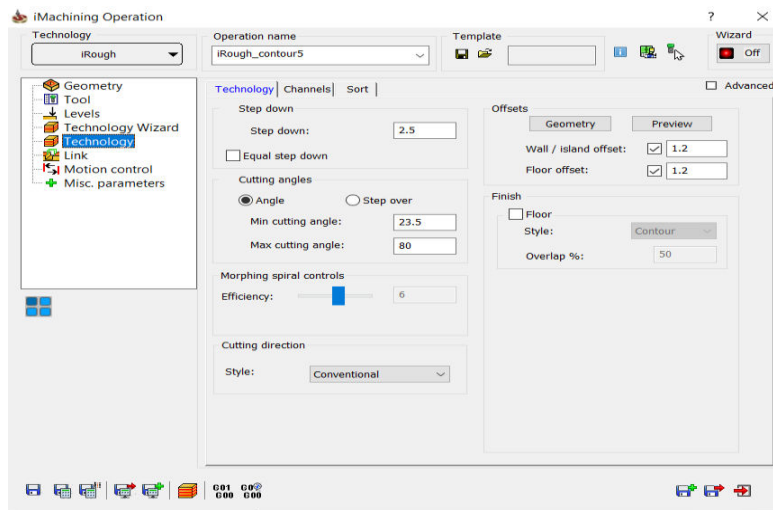 iMachining Operation
?
Technology
Operation name
Template
Wizard
iRough
iRough_contour5
Off
Geometry
Tool
Levels
Technology Wizard
Technology
Link
Motion control
Misc. parameters
Technology Channels Sort
Advanced
Step down
Step down: 2.5
Equal step down
Cutting angles
Angle Step over
Min cutting angle: 23.5
Max cutting angle: 80
Morphing spiral controls
Efficiency: 6
Cutting direction
Style: Conventional
Offsets
Geometry Preview
Wall / island offset: 1.2
Floor offset: 1.2
Finish
Floor
Style: Contour
Overlap %: 50
G01 G0
G00 G00